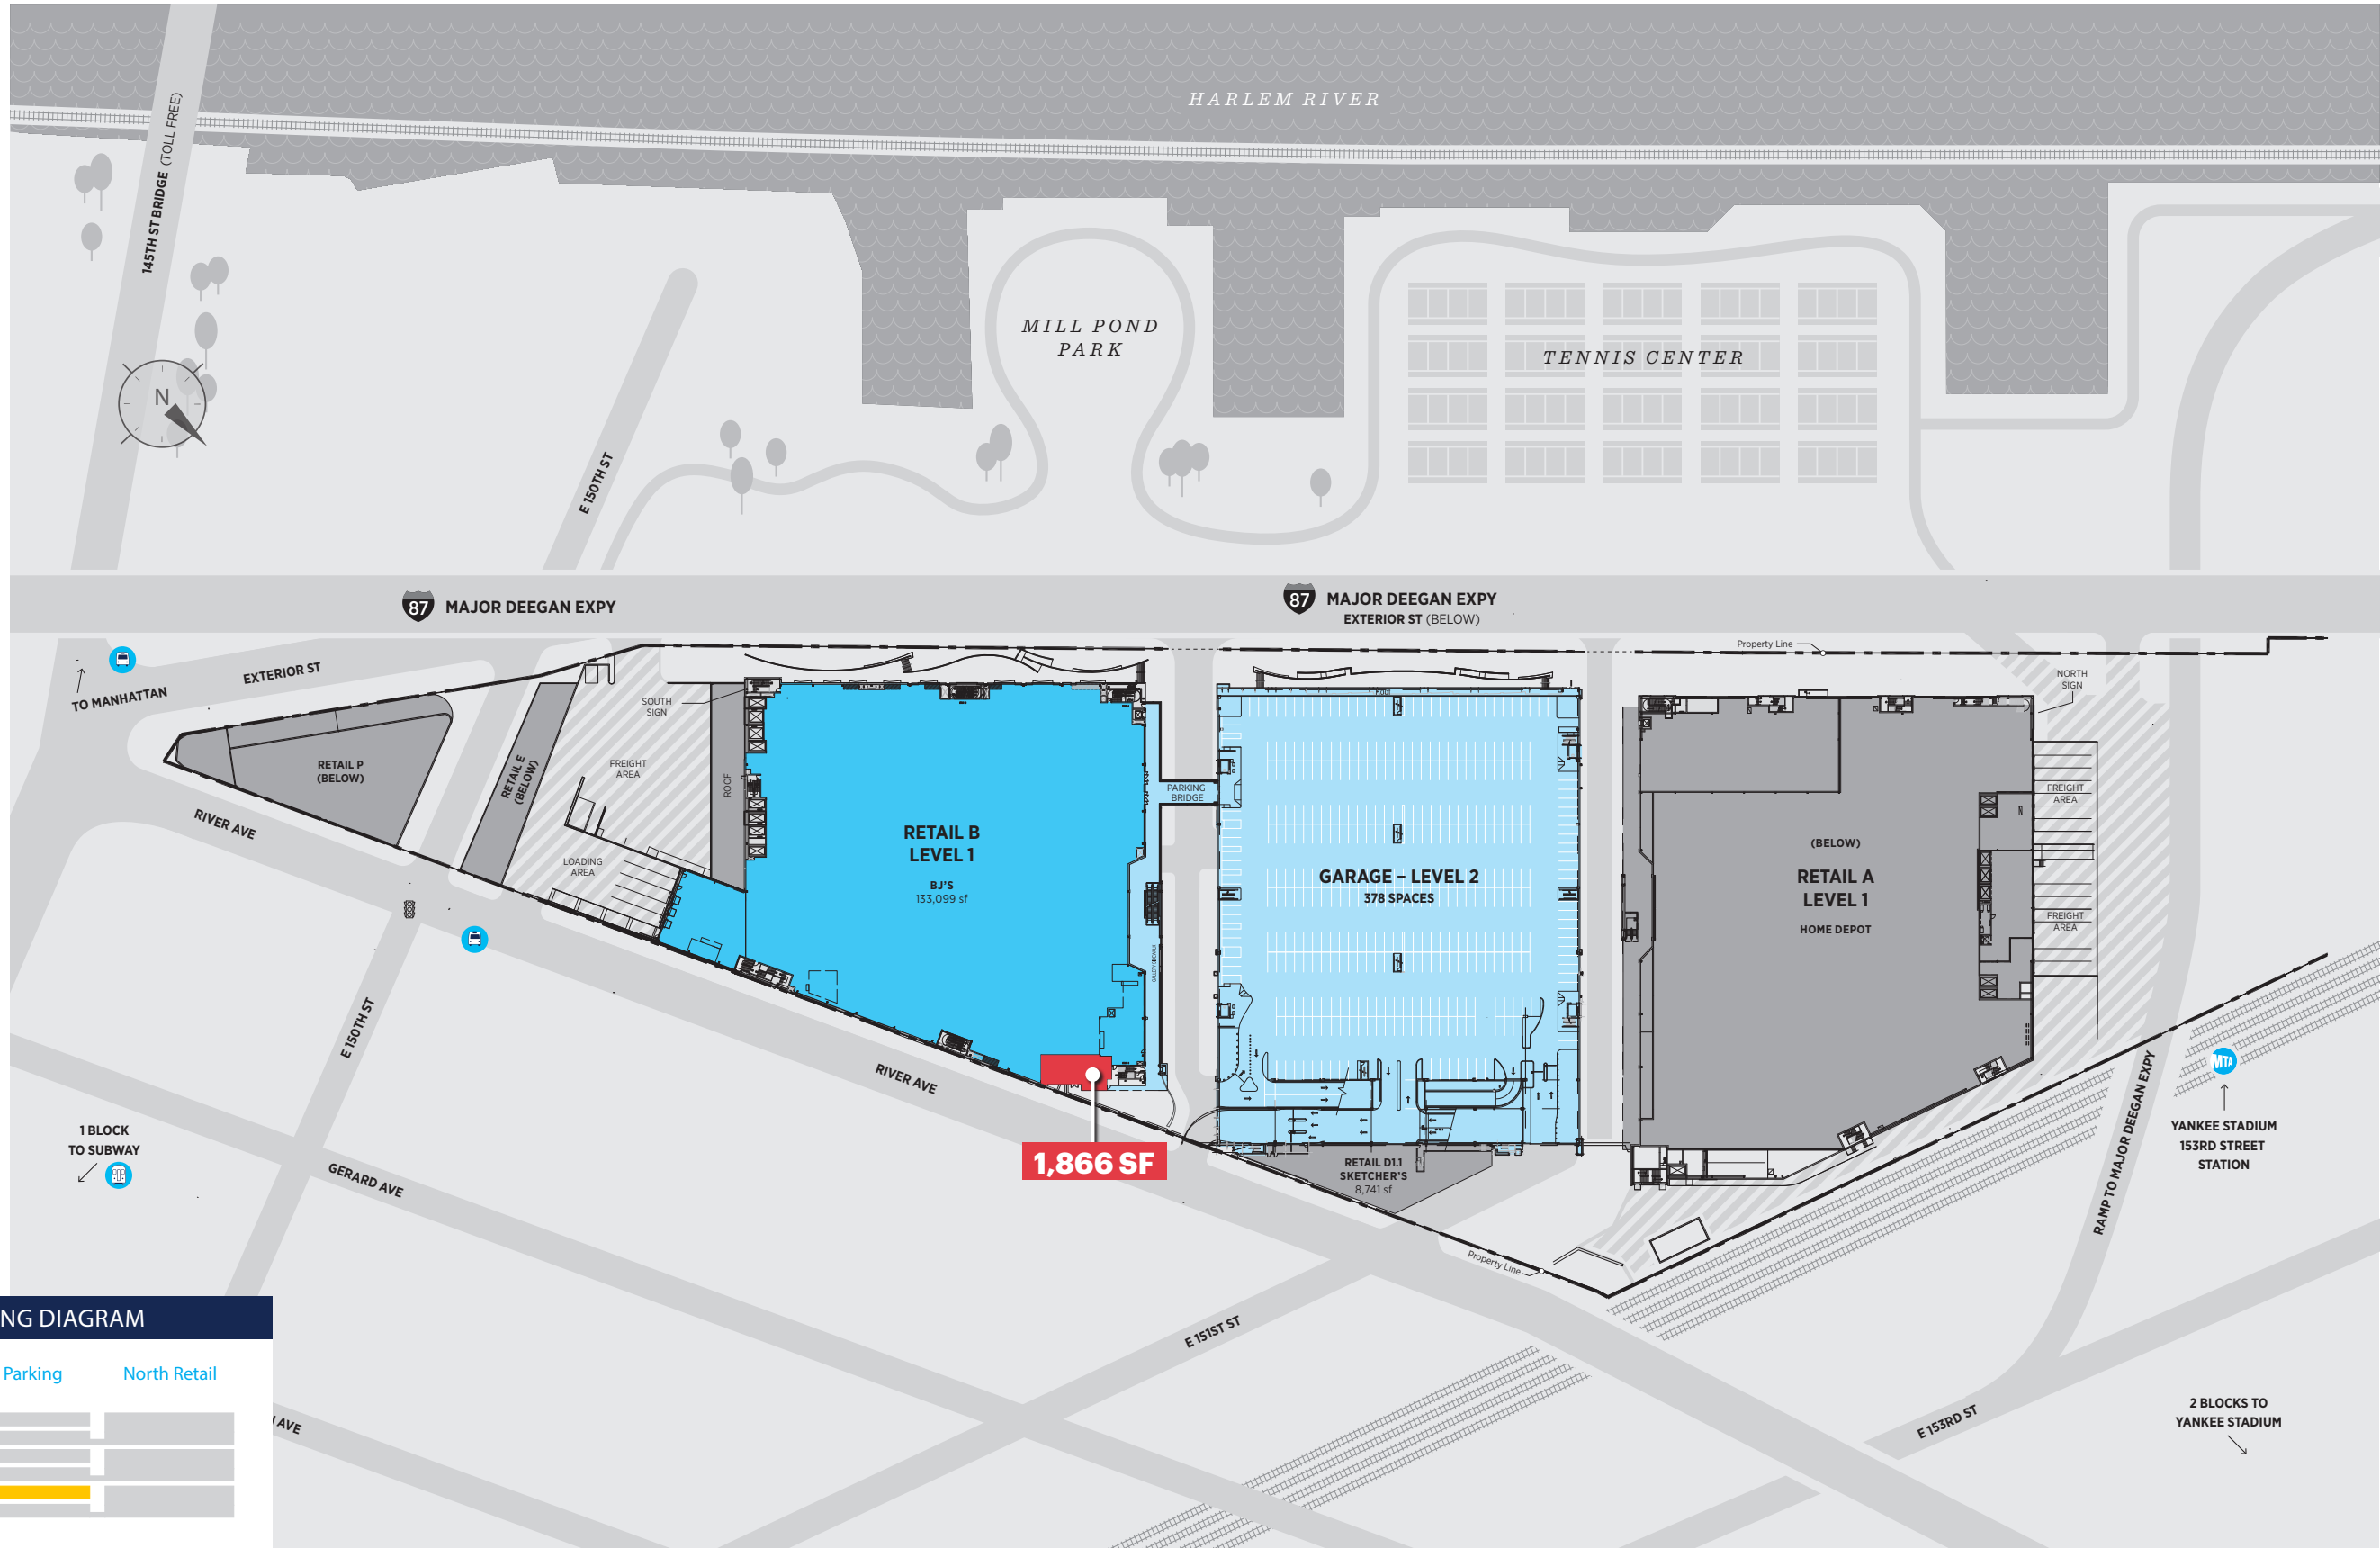 HARLEM RIVER
145TH ST BRIDGE (TOLL FREE)
MILL POND
PARK
TENNIS CENTER
N
E 150TH ST
87 MAJOR DEEGAN EXPY
87 MAJOR DEEGAN EXPY
EXTERIOR ST (BELOW)
Property Line
EXTERIOR ST
TO MANHATTAN
SOUTH
SIGN
NORTH
SIGN
RETAIL P
(BELOW)
RETAIL E
(BELOW)
FREIGHT
AREA
ROOF
PARKING
BRIDGE
FREIGHT
AREA
RIVER AVE
RETAIL B
LEVEL 1
BJ'S
133,099 sf
GARAGE – LEVEL 2
378 SPACES
(BELOW)
RETAIL A
LEVEL 1
HOME DEPOT
LOADING
AREA
FREIGHT
AREA
E 150TH ST
RIVER AVE
MTA
YANKEE STADIUM
153RD STREET
STATION
RAMP TO MAJOR DEEGAN EXPY
1 BLOCK
TO SUBWAY
1,866 SF
RETAIL D1.1
SKETCHER'S
8,741 sf
GERARD AVE
Property Line
NG DIAGRAM
Parking
North Retail
E 151ST ST
E 153RD ST
2 BLOCKS TO
YANKEE STADIUM
AVE